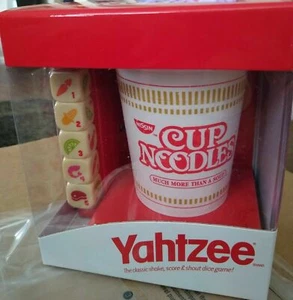 NISSIN
CUP
NOODLES
MUCH MORE THAN A SOUP
Yahtzee
the classic shake, score & shout dice game!
1
2
3
4
5